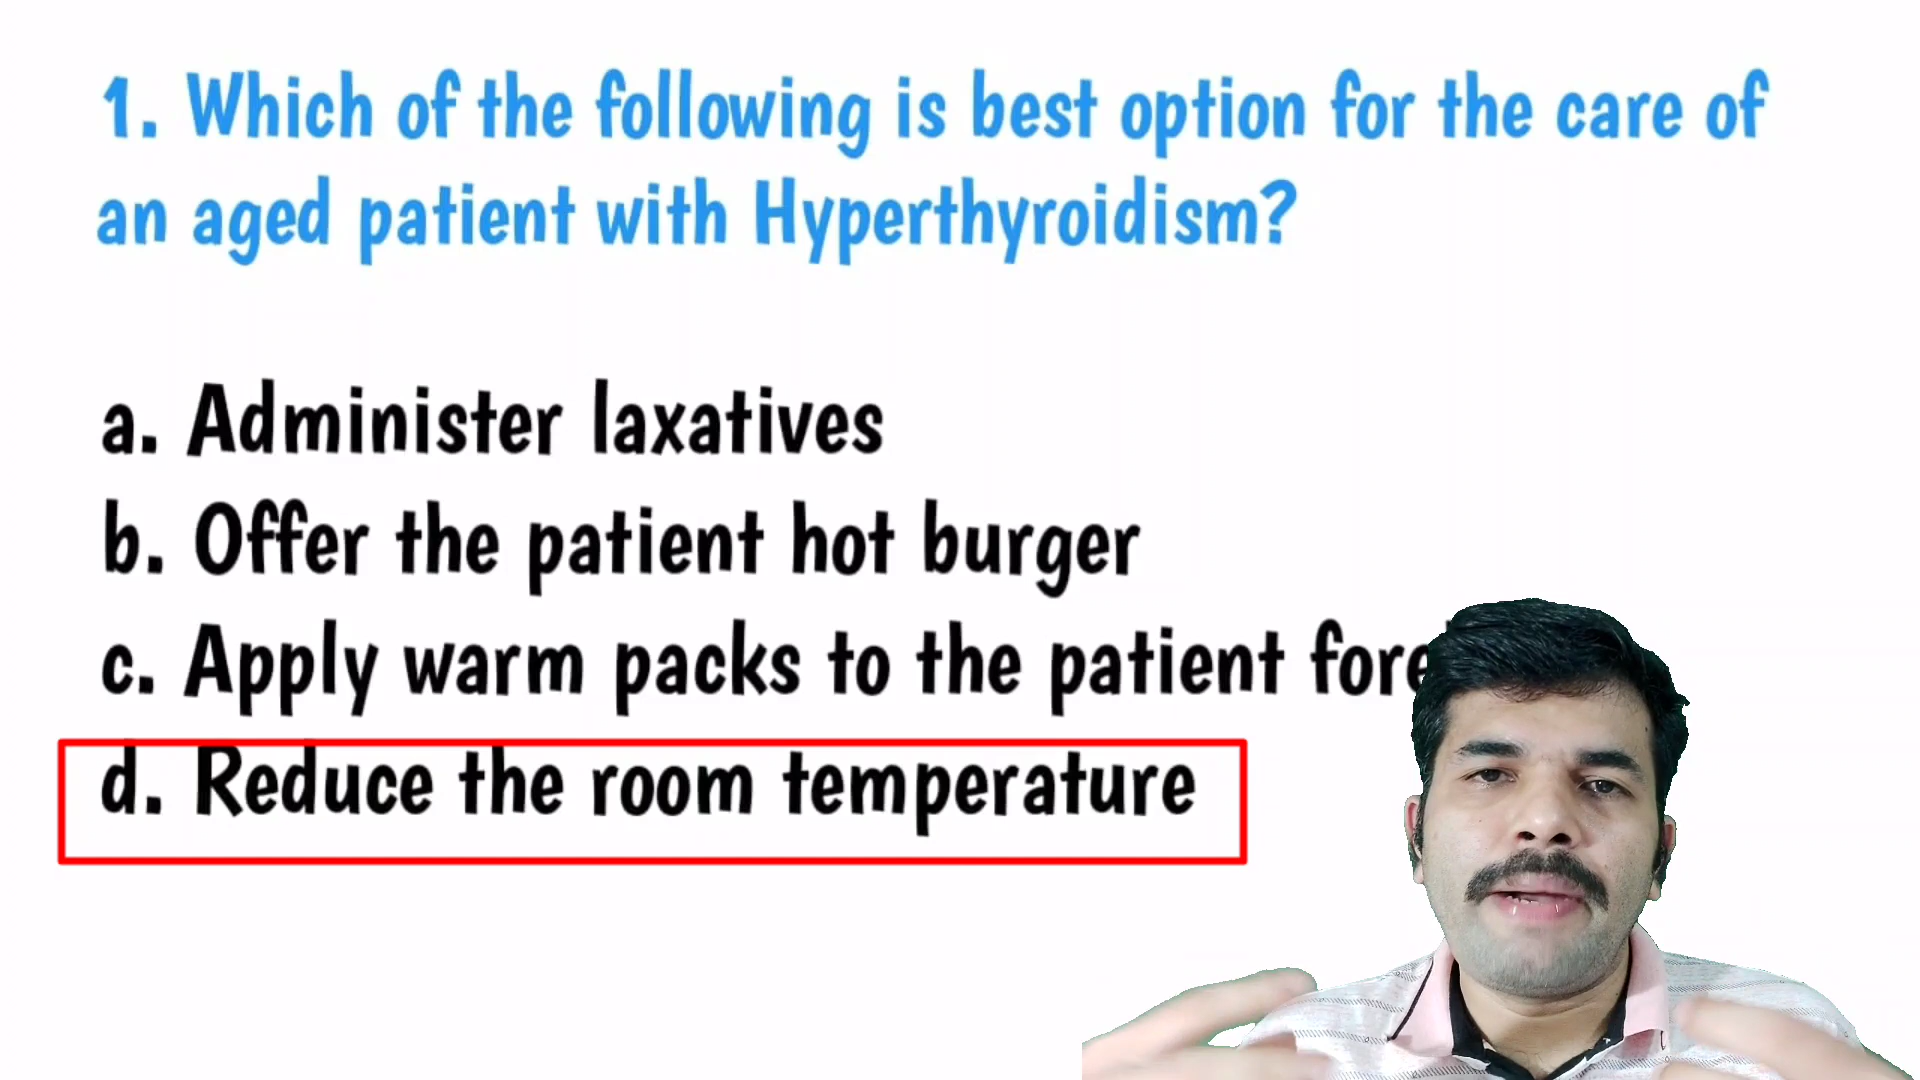 1. Which of the following is best option for the care of
an aged patient with Hyperthyroidism?
a. Administer laxatives
b. Offer the patient hot burger
c. Apply warm packs to the patient
d. Reduce the room temperature